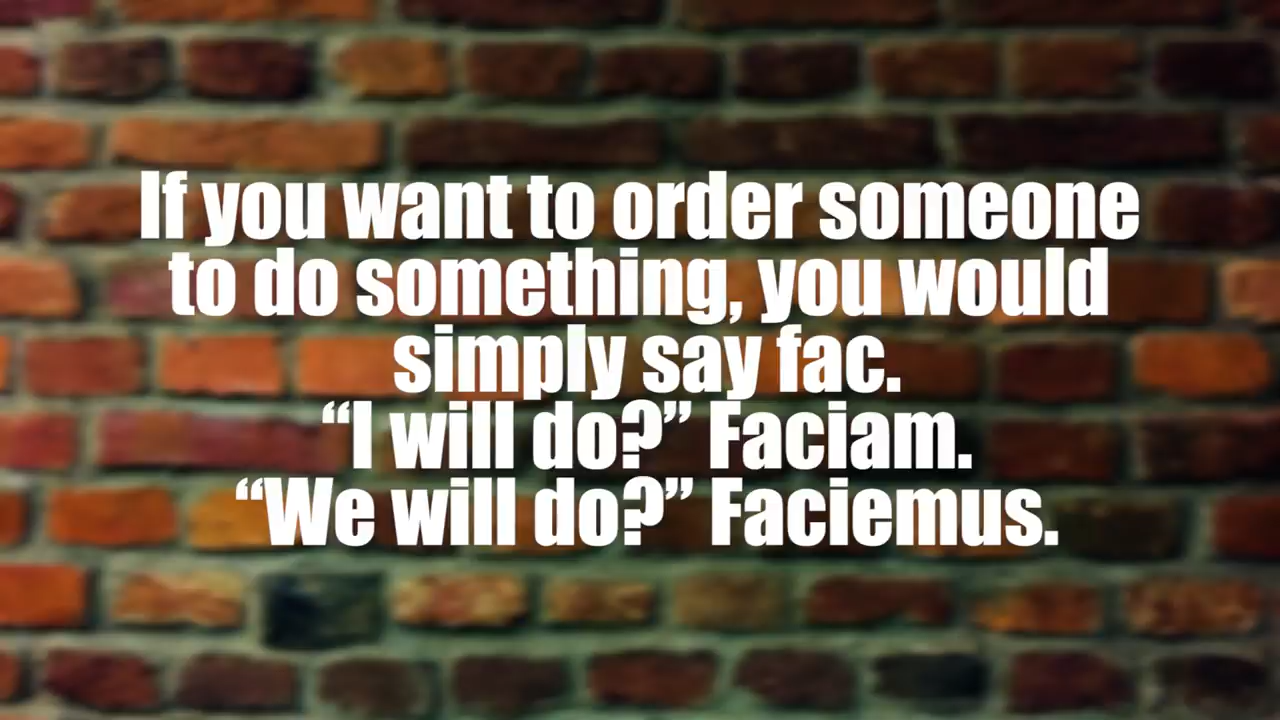 If you want to order someone
to do something, you would
simply say fac.
“I will do?” Faciam.
“We will do?” Faciemus.